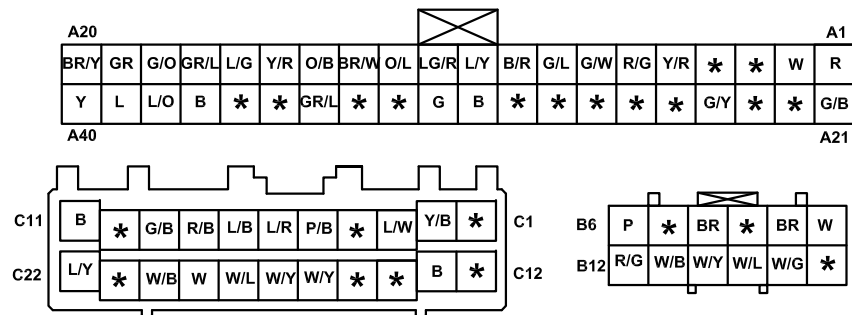 A20 A1
BR/Y GR G/O GR/L L/G Y/R O/B BR/W O/L LG/R L/Y B/R G/L G/W R/G Y/R * * W R
Y L L/O B * * GR/L * * G B * * * * * G/Y * * G/B
A40 A21
C11 B * G/B R/B L/B L/R P/B * L/W Y/B * C1
C22 L/Y * W/B W W/L W/Y W/Y * * B * C12
B6 P * BR * BR W
B12 R/G W/B W/Y W/L W/G *